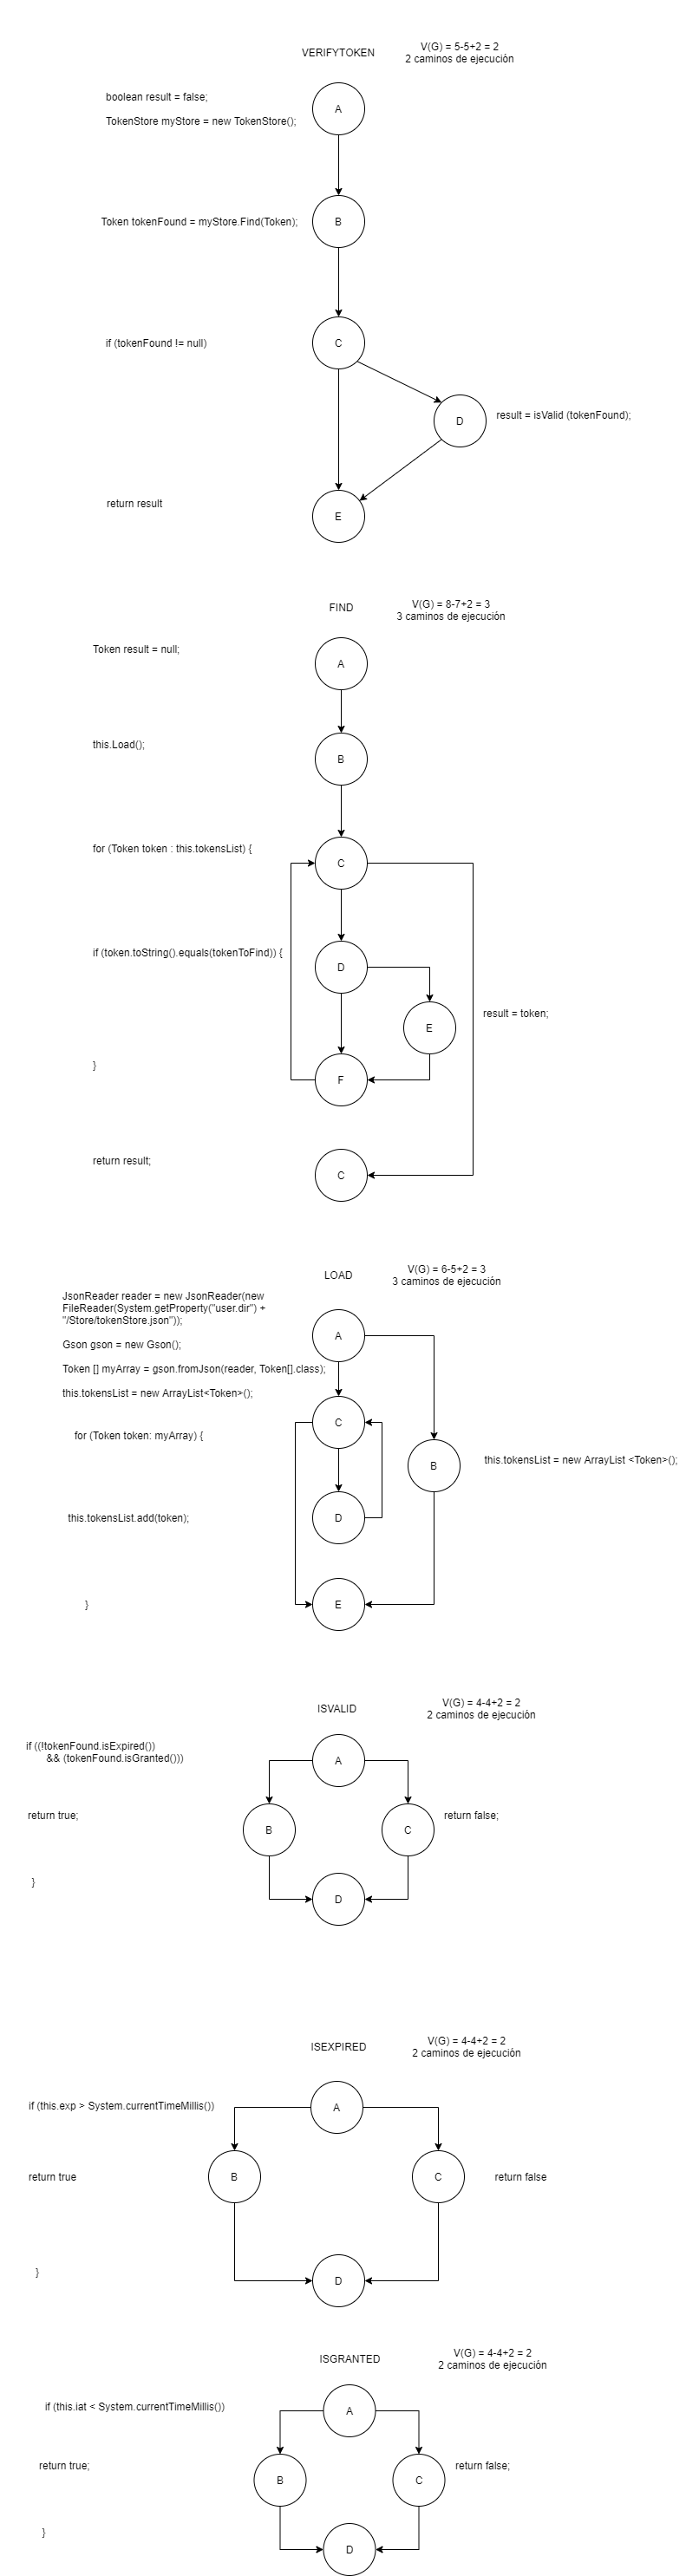 VERIFYTOKEN
V(G) = 5-5+2 = 2
2 caminos de ejecución
boolean result = false;
A
TokenStore myStore = new TokenStore();
Token tokenFound = myStore.Find(Token);
B
if (tokenFound != null)
C
D
result = isValid (tokenFound);
return result
E
FIND
V(G) = 8-7+2 = 3
3 caminos de ejecución
Token result = null;
A
this.Load();
B
for (Token token : this.tokensList) {
C
if (token.toString().equals(tokenToFind)) {
D
result = token;
E
}
F
return result;
C
LOAD
V(G) = 6-5+2 = 3
3 caminos de ejecución
JsonReader reader = new JsonReader(new
FileReader(System.getProperty("user.dir") +
"/Store/tokenStore.json"));
A
Gson gson = new Gson();
Token [] myArray = gson.fromJson(reader, Token[].class);
this.tokensList = new ArrayList<Token>();
C
for (Token token: myArray) {
B
this.tokensList = new ArrayList <Token>();
this.tokensList.add(token);
D
}
E
ISVALID
V(G) = 4-4+2 = 2
2 caminos de ejecución
if ((!tokenFound.isExpired())
&& (tokenFound.isGranted()))
A
return true;
B
C
return false;
}
D
ISEXPIRED
V(G) = 4-4+2 = 2
2 caminos de ejecución
if (this.exp > System.currentTimeMillis())
A
return true
B
C
return false
}
D
ISGRANTED
V(G) = 4-4+2 = 2
2 caminos de ejecución
if (this.iat < System.currentTimeMillis())
A
return true;
B
C
return false;
}
D